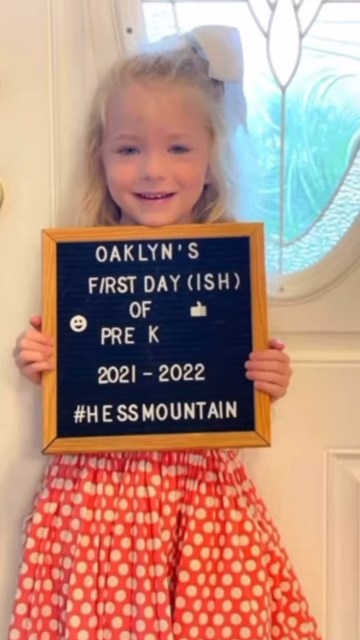 OAKLYN'S
FIRST DAY (ISH)
OF
PRE K
2021-2022
#HESSMOUNTAIN